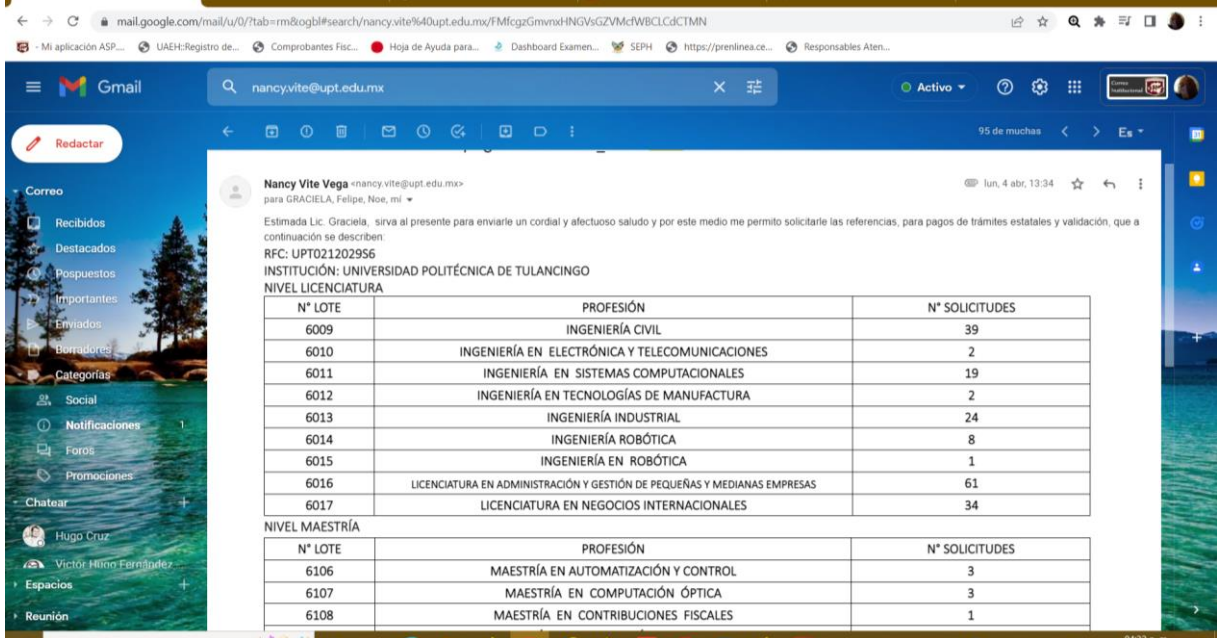 mail.google.com/mail/u/0/?tab=rm&ogbl#search/nancy.vite%40upt.edu.mx/FMfcgzGmvnxHNGVsGZVMcfWBCLCdCTMN
- Mi aplicación ASP.... UAEH::Registro de... Comprobantes Fisc... Hoja de Ayuda para... Dashboard Examen... SEPH https://prenlinea.ce... Responsables Aten...
Gmail
nancy.vite@upt.edu.mx
Activo
Redactar
95 de muchas
Es
Correo
Recibidos
Destacados
Pospuestos
Importantes
Enviados
Borradores
Categorías
Social
Notificaciones 1
Foros
Promociones
Chatear
Hugo Cruz
Víctor Hugo Fernández...
Espacios
Reunión
Nancy Vite Vega <nancy.vite@upt.edu.mx>
lun, 4 abr, 13:34
para GRACIELA, Felipe, Noe, mí
Estimada Lic. Graciela, sirva al presente para enviarle un cordial y afectuoso saludo y por este medio me permito solicitarle las referencias, para pagos de trámites estatales y validación, que a
continuación se describen:
RFC: UPT0212029S6
INSTITUCIÓN: UNIVERSIDAD POLITÉCNICA DE TULANCINGO
NIVEL LICENCIATURA
N° LOTE PROFESIÓN N° SOLICITUDES
6009 INGENIERÍA CIVIL 39
6010 INGENIERÍA EN ELECTRÓNICA Y TELECOMUNICACIONES 2
6011 INGENIERÍA EN SISTEMAS COMPUTACIONALES 19
6012 INGENIERÍA EN TECNOLOGÍAS DE MANUFACTURA 2
6013 INGENIERÍA INDUSTRIAL 24
6014 INGENIERÍA ROBÓTICA 8
6015 INGENIERÍA EN ROBÓTICA 1
6016 LICENCIATURA EN ADMINISTRACIÓN Y GESTIÓN DE PEQUEÑAS Y MEDIANAS EMPRESAS 61
6017 LICENCIATURA EN NEGOCIOS INTERNACIONALES 34
NIVEL MAESTRÍA
N° LOTE PROFESIÓN N° SOLICITUDES
6106 MAESTRÍA EN AUTOMATIZACIÓN Y CONTROL 3
6107 MAESTRÍA EN COMPUTACIÓN ÓPTICA 3
6108 MAESTRÍA EN CONTRIBUCIONES FISCALES 1